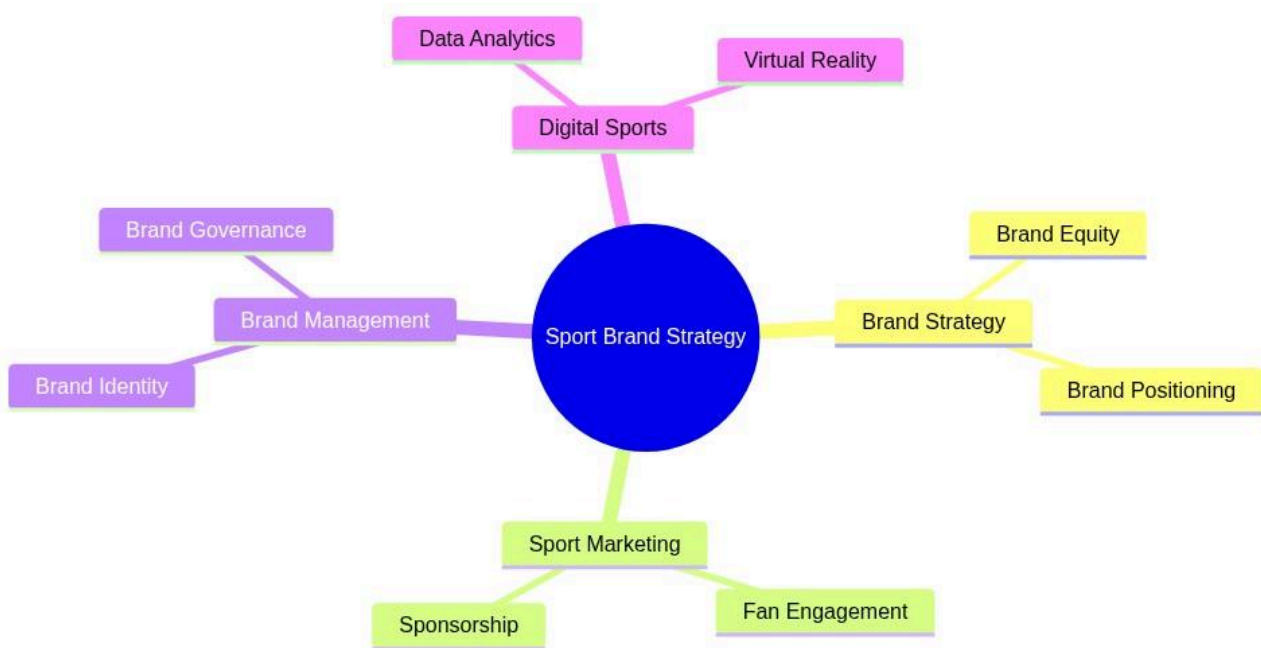 Data Analytics
Virtual Reality
Digital Sports
Brand Governance
Brand Equity
Brand Management
Sport Brand Strategy
Brand Strategy
Brand Identity
Brand Positioning
Sport Marketing
Sponsorship
Fan Engagement